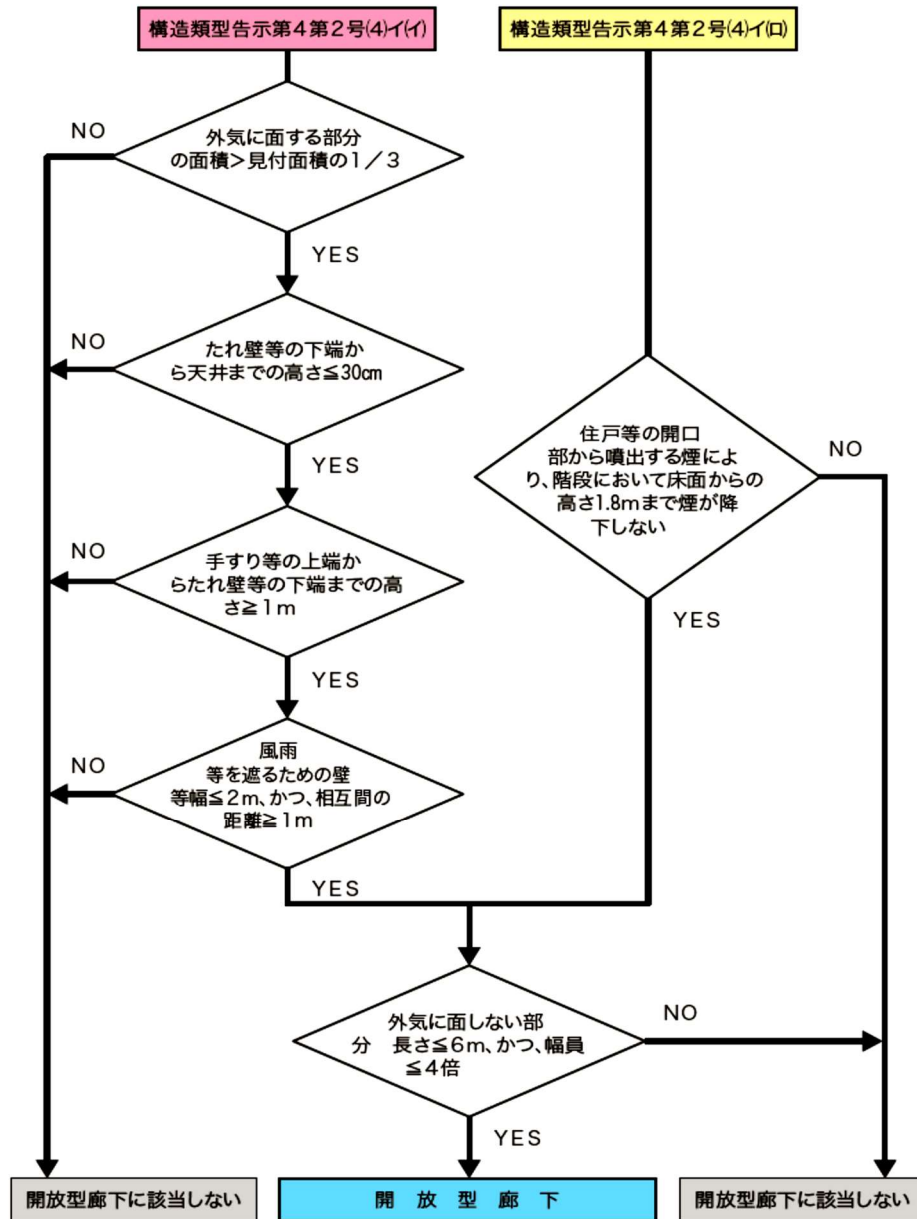 構造類型告示第4第2号(4)イ(イ)
構造類型告示第4第2号(4)イ(ロ)
外気に面する部分
の面積>見付面積の1/3
NO
YES
たれ壁等の下端か
ら天井までの高さ≦30㎝
NO
YES
手すり等の上端か
らたれ壁等の下端までの高
さ≧1m
NO
YES
風雨
等を遮るための壁
等幅≦2m、かつ、相互間の
距離≧1m
NO
YES
住戸等の開口
部から噴出する煙によ
り、階段において床面からの
高さ1.8mまで煙が降
下しない
NO
YES
外気に面しない部
分 長さ≦6m、かつ、幅員
≦4倍
NO
YES
開放型廊下に該当しない
開放型廊下
開放型廊下に該当しない